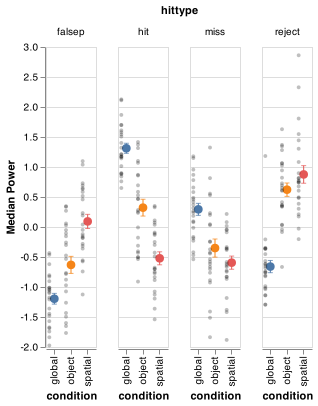 hittype
falsep hit miss reject
Median Power
3.0
2.5
2.0
1.5
1.0
0.5
0.0
-0.5
-1.0
-1.5
-2.0
global object spatial global object spatial global object spatial global object spatial
condition condition condition condition